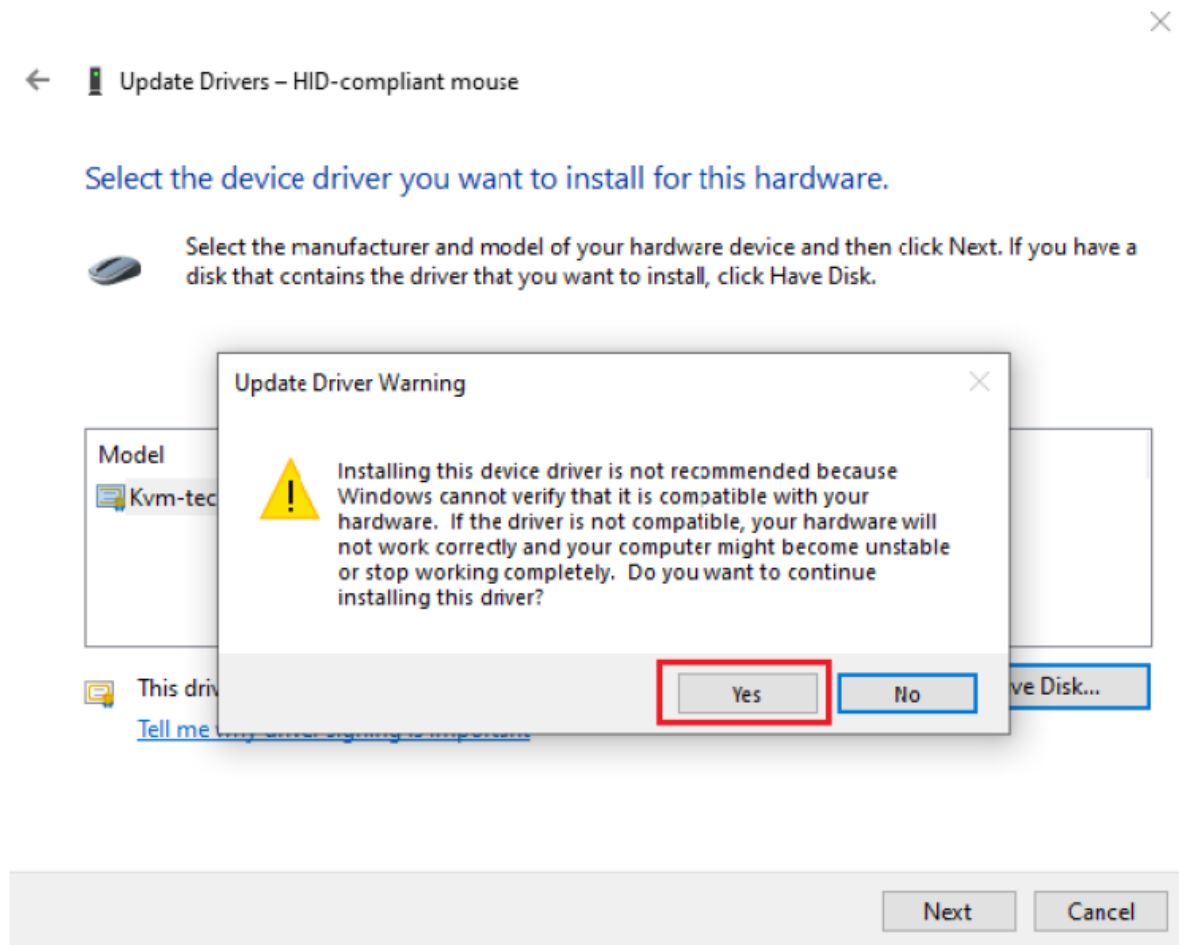 Update Drivers – HID-compliant mouse
Select the device driver you want to install for this hardware.
Select the manufacturer and model of your hardware device and then click Next. If you have a
disk that contains the driver that you want to install, click Have Disk.
Update Driver Warning
Model
Kvm-tec
Installing this device driver is not recommended because
Windows cannot verify that it is compatible with your
hardware. If the driver is not compatible, your hardware will
not work correctly and your computer might become unstable
or stop working completely. Do you want to continue
installing this driver?
Yes
No
This driv
ve Disk...
Tell me why driver signing is important
Next
Cancel